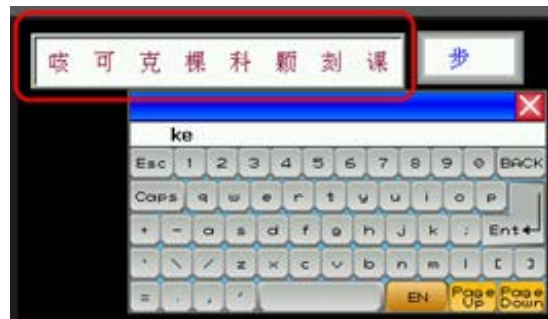 咳 可 克 棵 科 颗 刻 课
步
ke
Esc 1 2 3 4 5 6 7 8 9 0 BACK
Caps q w e r t y u i o p
+ - a s d f g h j k ; Ent
` \ / z x c v b n m l [ ]
= . , ' EN Page Up Page Down